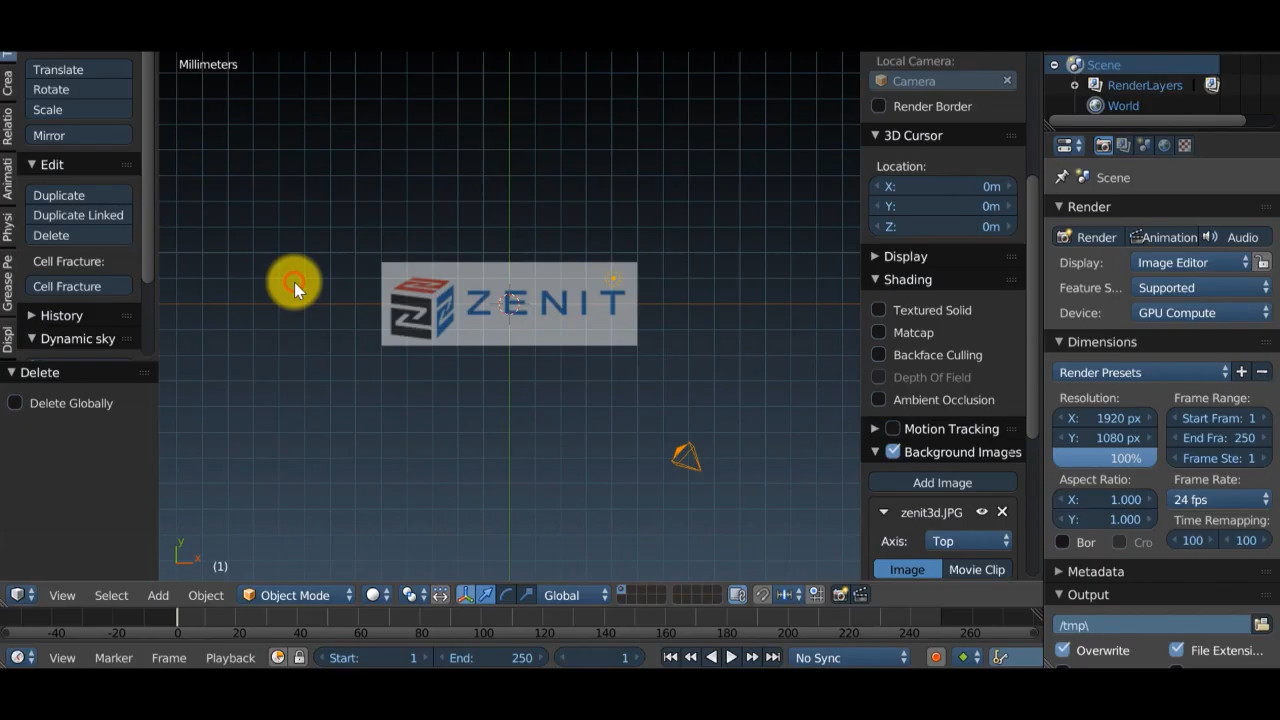 Translate
Rotate
Scale
Mirror
Edit
Duplicate
Duplicate Linked
Delete
Cell Fracture:
Cell Fracture
History
Dynamic sky
Crea
Relatio
Animati
Physi
Grease Pe
Displ
Delete
Delete Globally
Millimeters
ZENIT
y
x
(1)
Local Camera:
Camera
Render Border
3D Cursor
Location:
X: 0m
Y: 0m
Z: 0m
Display
Shading
Textured Solid
Matcap
Backface Culling
Depth Of Field
Ambient Occlusion
Motion Tracking
Background Images
Add Image
zenit3d.JPG
Axis: Top
Image Movie Clip
Scene
RenderLayers
World
Scene
Render
Render Animation Audio
Display: Image Editor
Feature S... Supported
Device: GPU Compute
Dimensions
Render Presets
Resolution: Frame Range:
X: 1920 px Start Fram: 1
Y: 1080 px End Fra: 250
100% Frame Ste: 1
Aspect Ratio: Frame Rate:
X: 1.000 24 fps
Y: 1.000 Time Remapping:
Bor Cro 100 100
Metadata
Output
/tmp\
Overwrite File Extensi...
View Select Add Object Object Mode Global
-40 -20 0 20 40 60 80 100 120 140 160 180 200 220 240 260
View Marker Frame Playback Start: 1 End: 250 1 No Sync